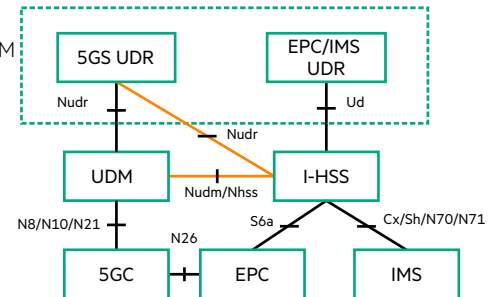 M
5GS UDR
EPC/IMS
UDR
Nudr
Ud
Nudr
UDM
I-HSS
Nudm/Nhss
N8/N10/N21
S6a
Cx/Sh/N70/N71
N26
5GC
EPC
IMS